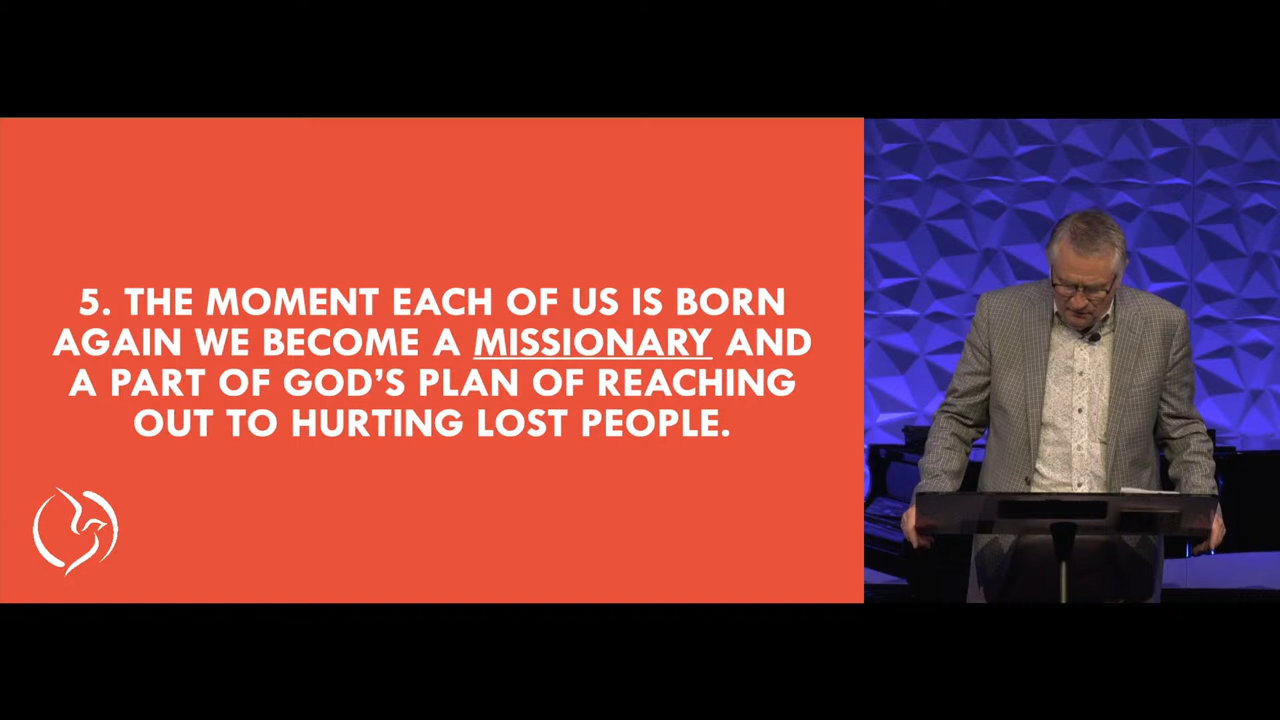 5. THE MOMENT EACH OF US IS BORN
AGAIN WE BECOME A MISSIONARY AND
A PART OF GOD'S PLAN OF REACHING
OUT TO HURTING LOST PEOPLE.